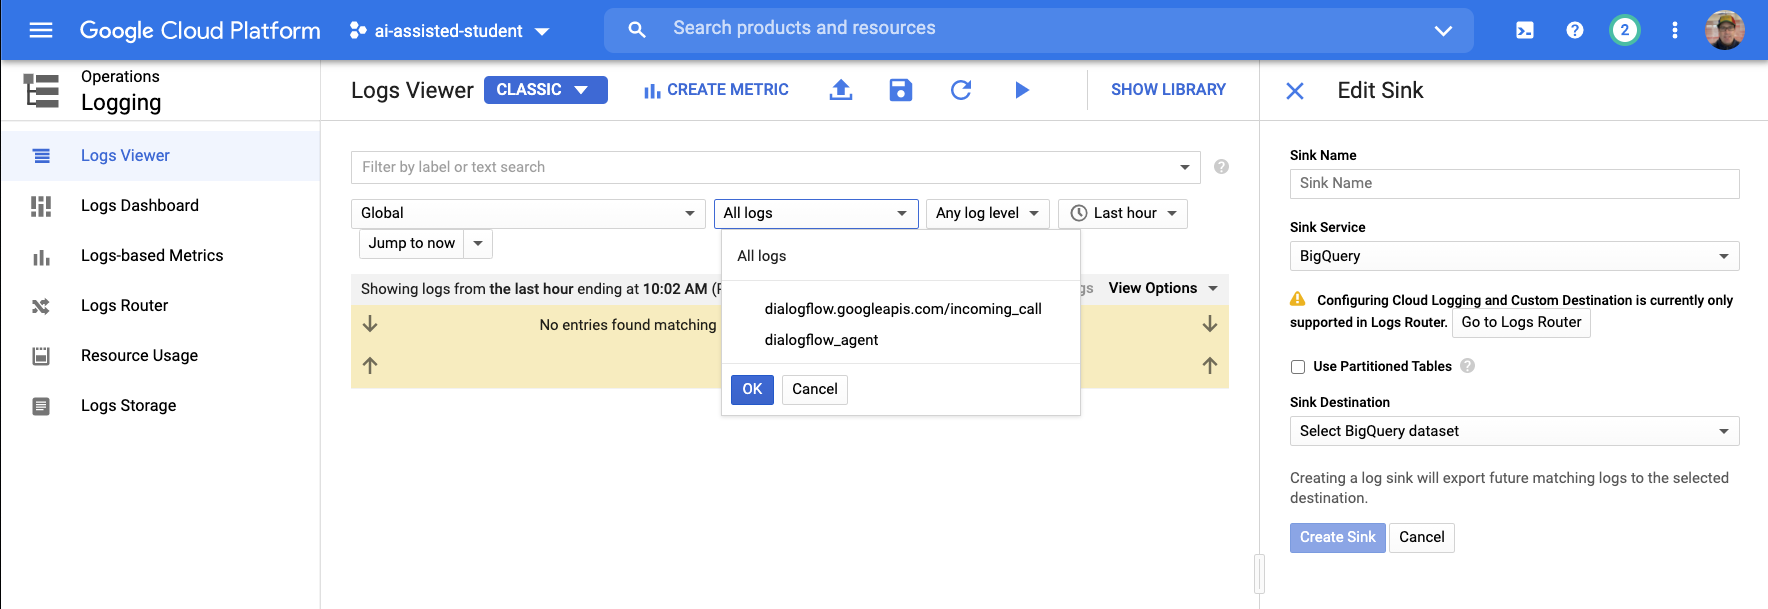 Google Cloud Platform
ai-assisted-student
Search products and resources
2
Operations
Logging
Logs Viewer
Logs Dashboard
Logs-based Metrics
Logs Router
Resource Usage
Logs Storage
Logs Viewer
CLASSIC
CREATE METRIC
SHOW LIBRARY
Filter by label or text search
Global
All logs
Any log level
Last hour
Jump to now
Showing logs from the last hour ending at 10:02 AM (
View Options
No entries found matching
All logs
dialogflow.googleapis.com/incoming_call
dialogflow_agent
OK
Cancel
Edit Sink
Sink Name
Sink Name
Sink Service
BigQuery
Configuring Cloud Logging and Custom Destination is currently only
supported in Logs Router. Go to Logs Router
Use Partitioned Tables
Sink Destination
Select BigQuery dataset
Creating a log sink will export future matching logs to the selected
destination.
Create Sink
Cancel